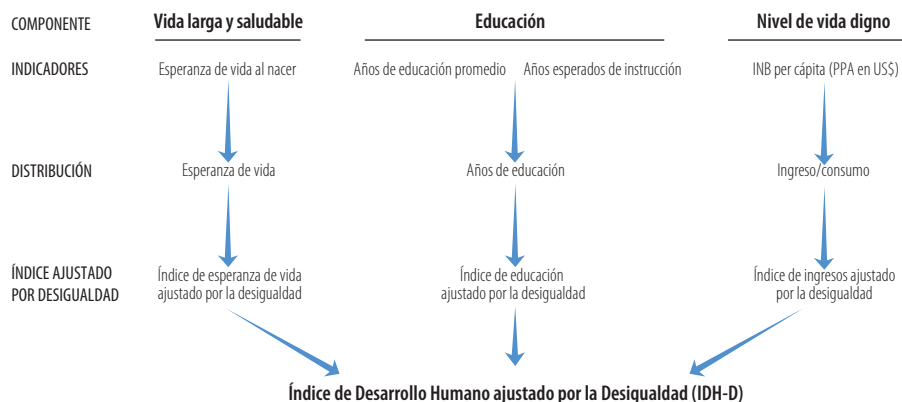 COMPONENTE Vida larga y saludable Educación Nivel de vida digno
INDICADORES Esperanza de vida al nacer Años de educación promedio Años esperados de instrucción INB per cápita (PPA en US$)
DISTRIBUCIÓN Esperanza de vida Años de educación Ingreso/consumo
ÍNDICE AJUSTADO Índice de esperanza de vida Índice de educación Índice de ingresos ajustado
POR DESIGUALDAD ajustado por la desigualdad ajustado por la desigualdad por la desigualdad
Índice de Desarrollo Humano ajustado por la Desigualdad (IDH-D)